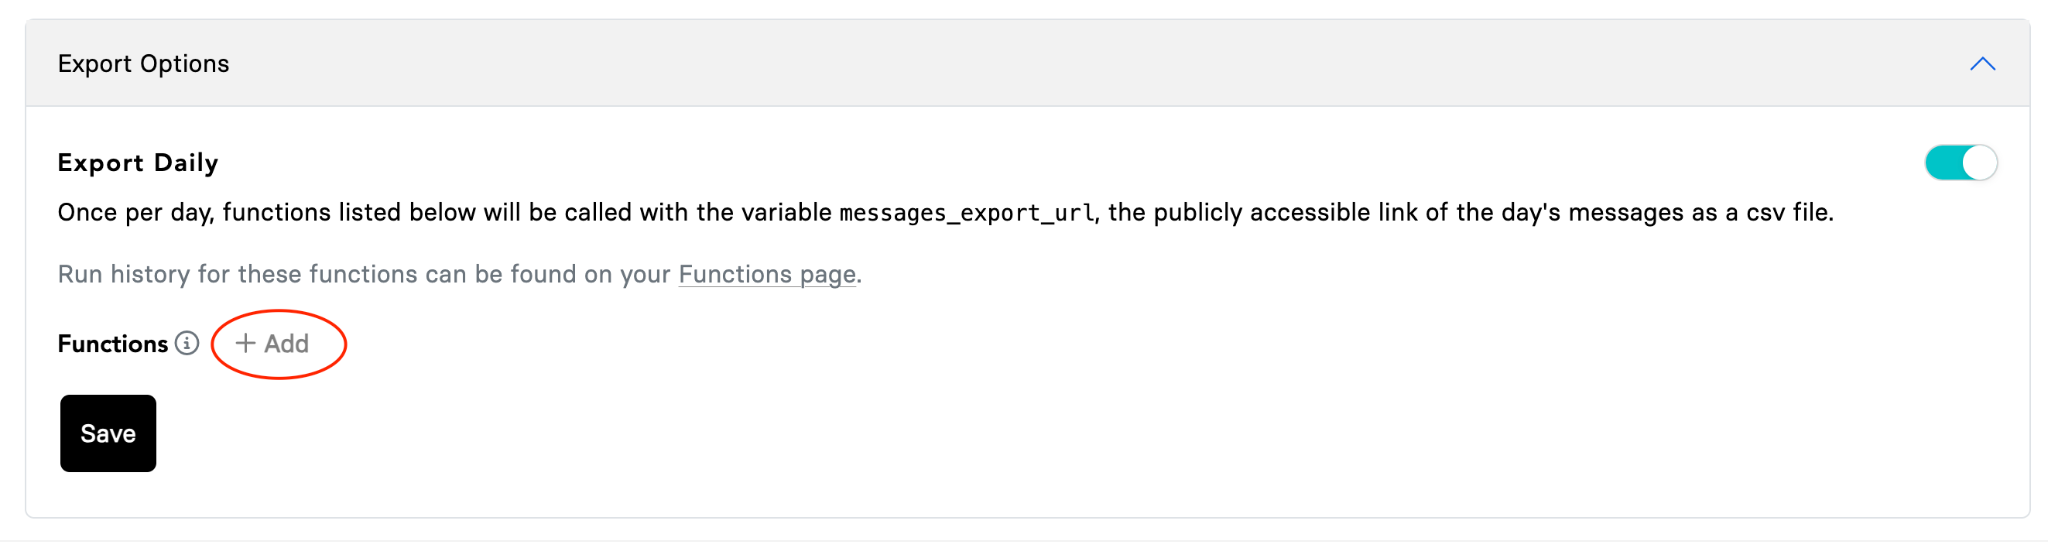 Export Options
Export Daily
Once per day, functions listed below will be called with the variable messages_export_url, the publicly accessible link of the day's messages as a csv file.
Run history for these functions can be found on your Functions page.
Functions + Add
Save